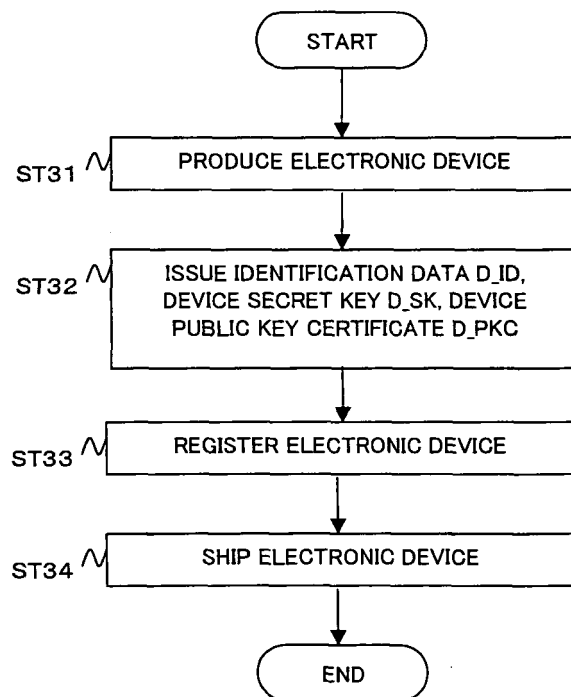 START
ST31
PRODUCE ELECTRONIC DEVICE
ST32
ISSUE IDENTIFICATION DATA D_ID,
DEVICE SECRET KEY D_SK, DEVICE
PUBLIC KEY CERTIFICATE D_PKC
ST33
REGISTER ELECTRONIC DEVICE
ST34
SHIP ELECTRONIC DEVICE
END